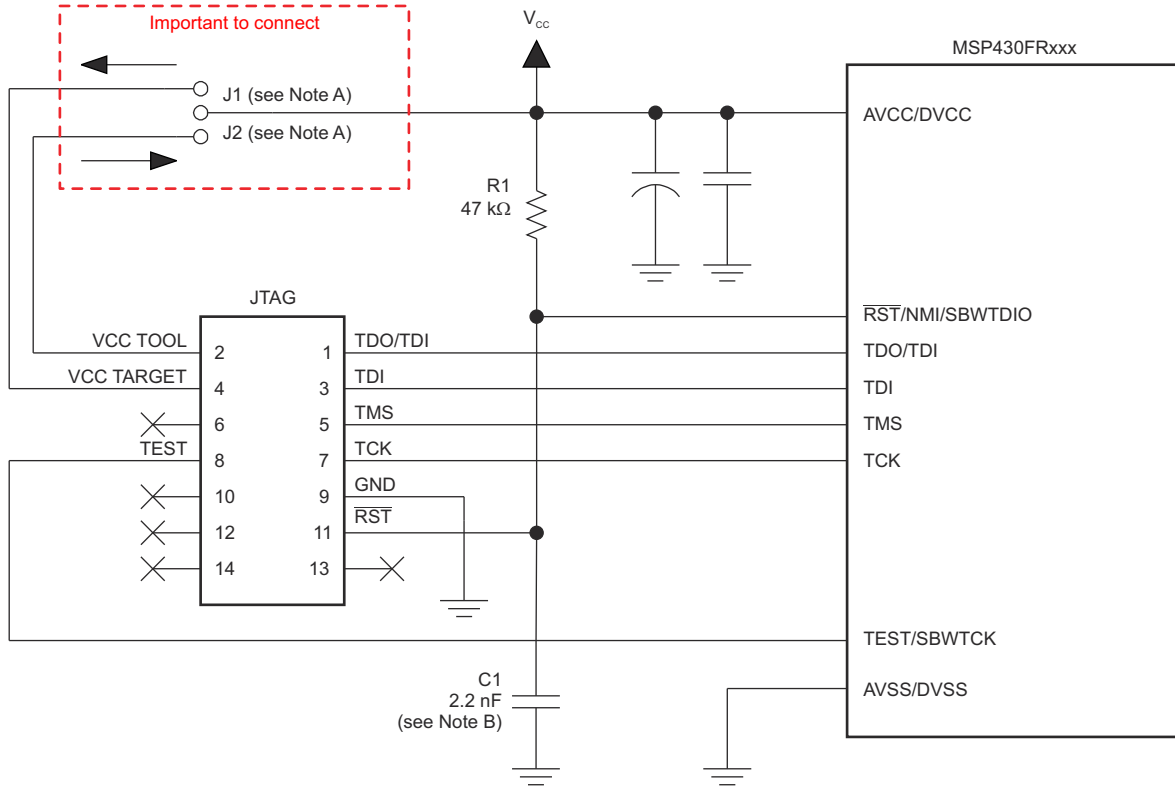 Important to connect
V_CC
MSP430FRxxx
J1 (see Note A)
J2 (see Note A)
AVCC/DVCC
R1
47 kΩ
JTAG
R̅S̅T̅/NMI/SBWTDIO
VCC TOOL
2
1
TDO/TDI
TDO/TDI
VCC TARGET
4
3
TDI
TDI
6
5
TMS
TMS
TEST
8
7
TCK
TCK
10
9
GND
12
11
R̅S̅T̅
14
13
TEST/SBWTCK
C1
2.2 nF
(see Note B)
AVSS/DVSS